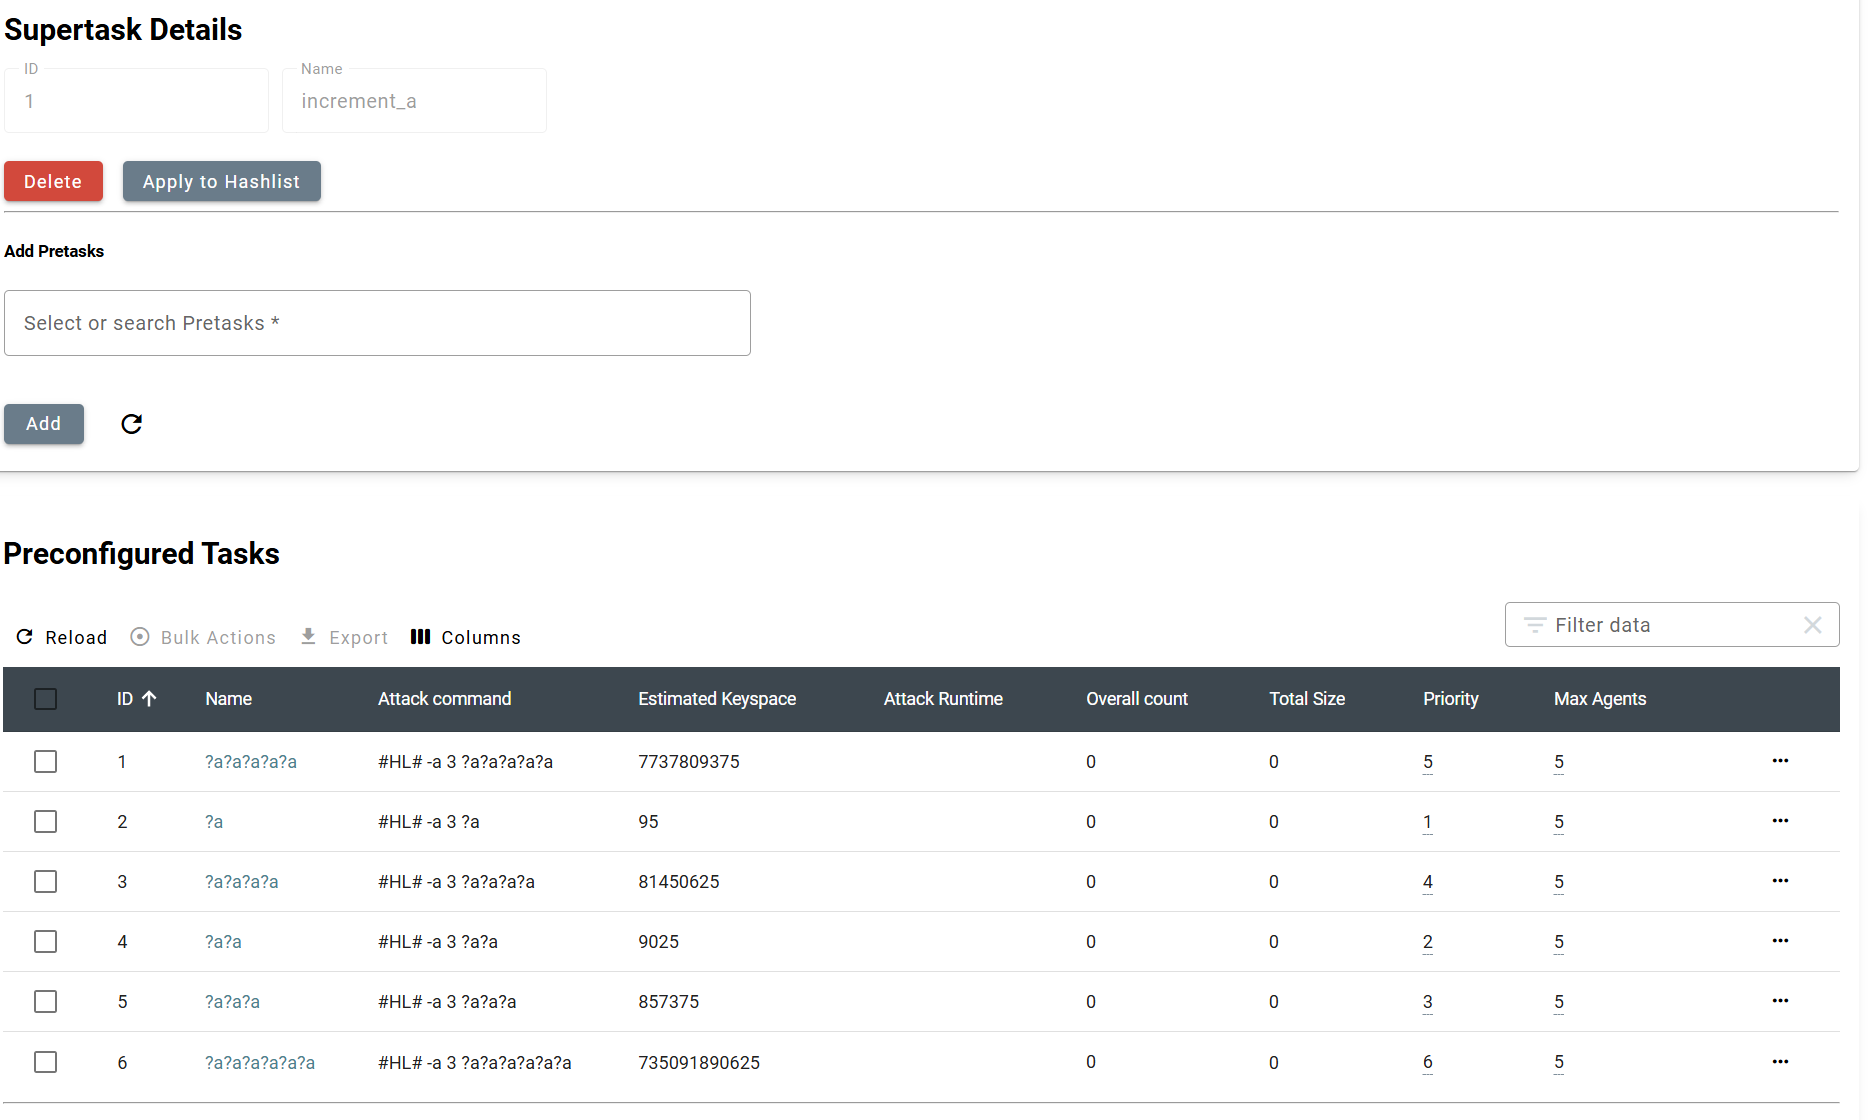 Supertask Details
ID
1
Name
increment_a
Delete
Apply to Hashlist
Add Pretasks
Select or search Pretasks *
Add
Preconfigured Tasks
Reload Bulk Actions Export Columns
Filter data
ID Name Attack command Estimated Keyspace Attack Runtime Overall count Total Size Priority Max Agents
1 ?a?a?a?a?a #HL# -a 3 ?a?a?a?a?a 7737809375 0 0 5 5
2 ?a #HL# -a 3 ?a 95 0 0 1 5
3 ?a?a?a?a #HL# -a 3 ?a?a?a?a 81450625 0 0 4 5
4 ?a?a #HL# -a 3 ?a?a 9025 0 0 2 5
5 ?a?a?a #HL# -a 3 ?a?a?a 857375 0 0 3 5
6 ?a?a?a?a?a?a #HL# -a 3 ?a?a?a?a?a?a 735091890625 0 0 6 5